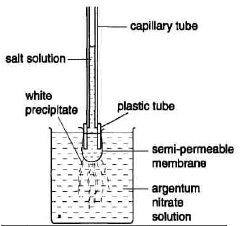 capillary tube
salt solution
white
precipitate
plastic tube
semi-permeable
membrane
argentum
nitrate
solution